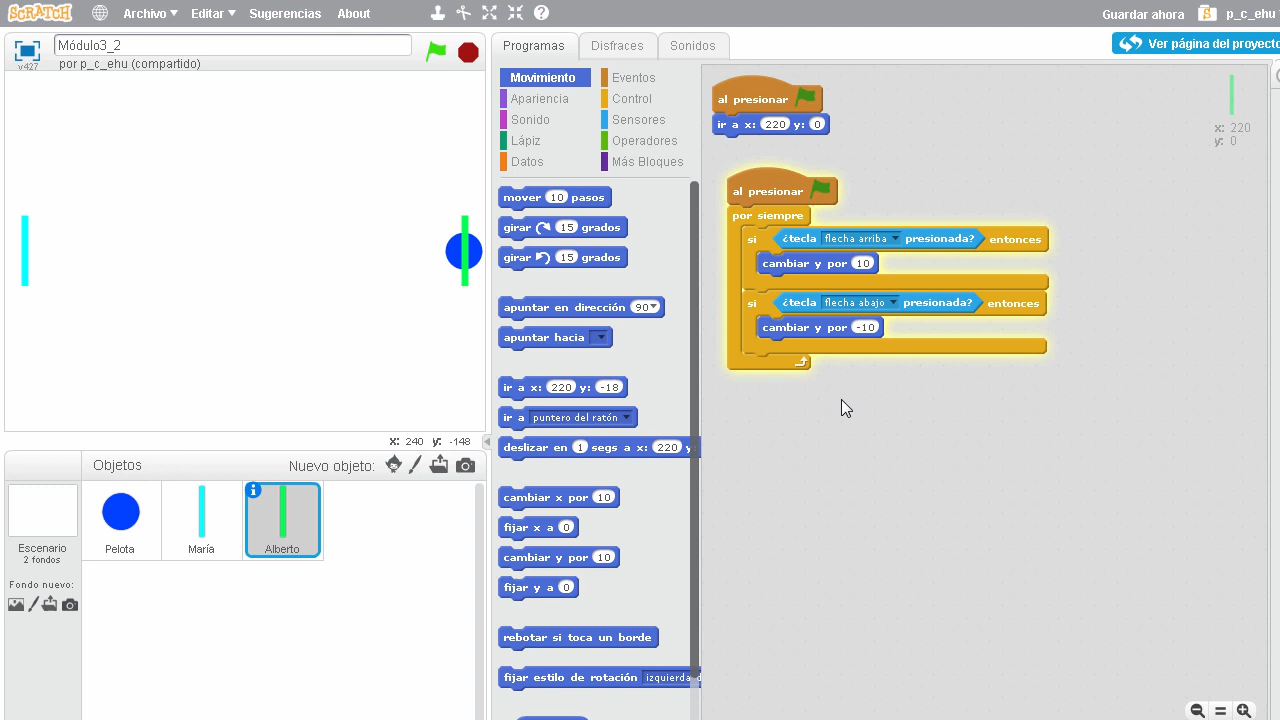 SCRATCH Archivo Editar Sugerencias About Guardar ahora p_c_ehu
v427 Módulo3_2
por p_c_ehu (compartido)
Programas Disfraces Sonidos Ver página del proyecto
Movimiento Eventos
Apariencia Control
Sonido Sensores
Lápiz Operadores
Datos Más Bloques
mover 10 pasos
girar 15 grados
girar 15 grados
apuntar en dirección 90
apuntar hacia
ir a x: 220 y: -18
ir a puntero del ratón
deslizar en 1 segs a x: 220 y:
cambiar x por 10
fijar x a 0
cambiar y por 10
fijar y a 0
rebotar si toca un borde
fijar estilo de rotación
al presionar
ir a x: 220 y: 0
al presionar
por siempre
si ¿tecla flecha arriba presionada? entonces
cambiar y por 10
si ¿tecla flecha abajo presionada? entonces
cambiar y por -10
x: 220
y: 0
x: 240 y: -148
Objetos Nuevo objeto:
Escenario
2 fondos
Fondo nuevo:
Pelota María Alberto